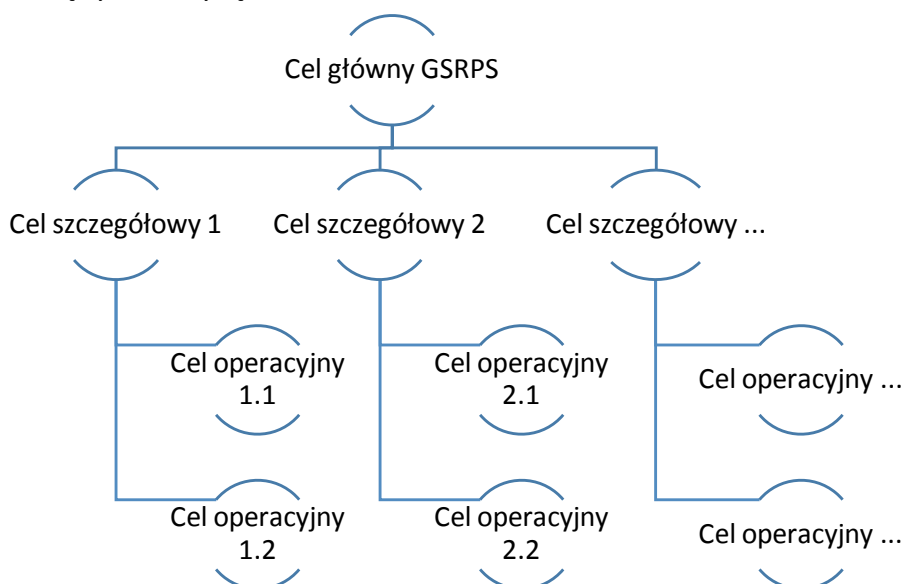 Cel główny GSRPS
Cel szczegółowy 1
Cel szczegółowy 2
Cel szczegółowy ...
Cel operacyjny
1.1
Cel operacyjny
2.1
Cel operacyjny ...
Cel operacyjny
1.2
Cel operacyjny
2.2
Cel operacyjny ...